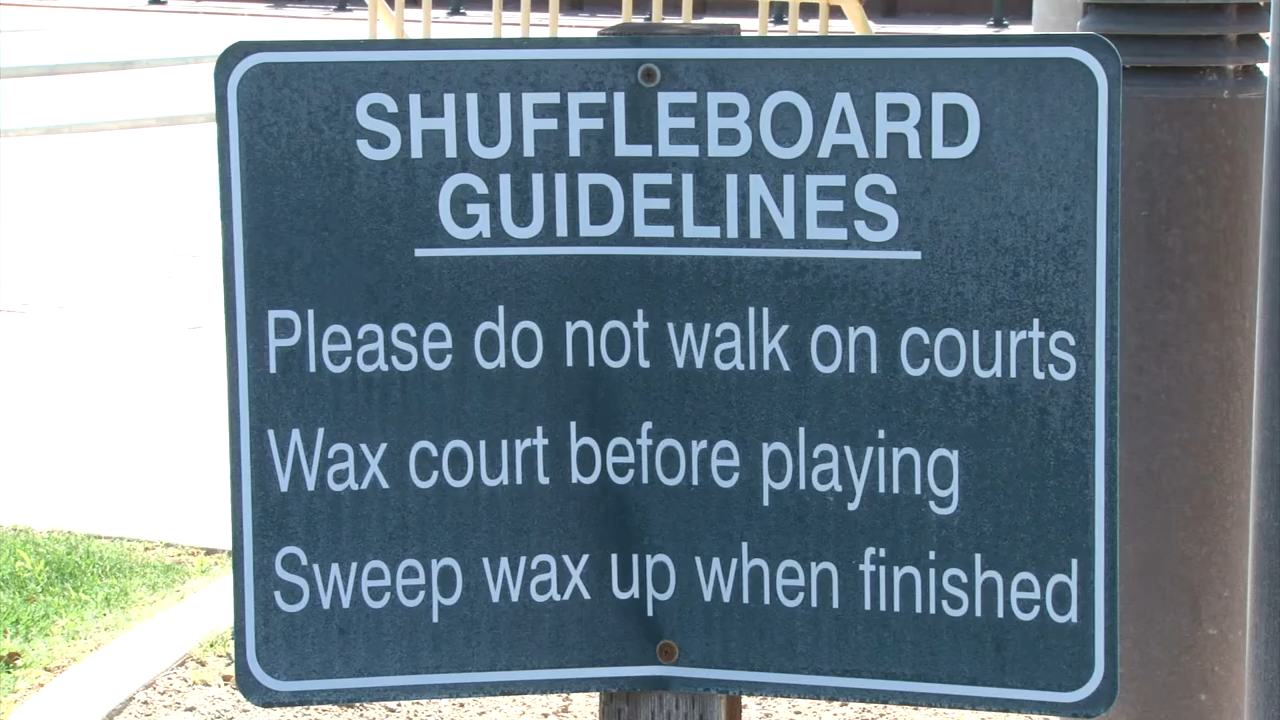 SHUFFLEBOARD
GUIDELINES
Please do not walk on courts
Wax court before playing
Sweep wax up when finished